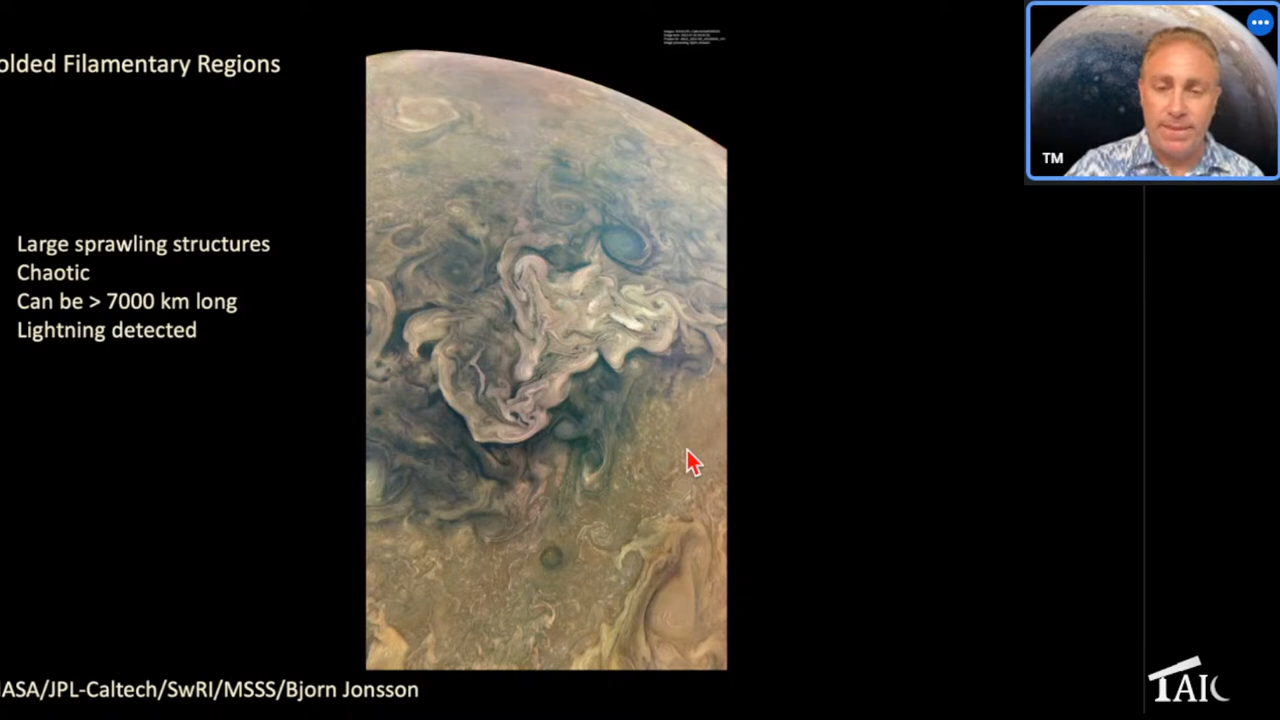 olded Filamentary Regions
Large sprawling structures
Chaotic
Can be > 7000 km long
Lightning detected
IASA/JPL-Caltech/SwRI/MSSS/Bjorn Jonsson
TM
TAIC